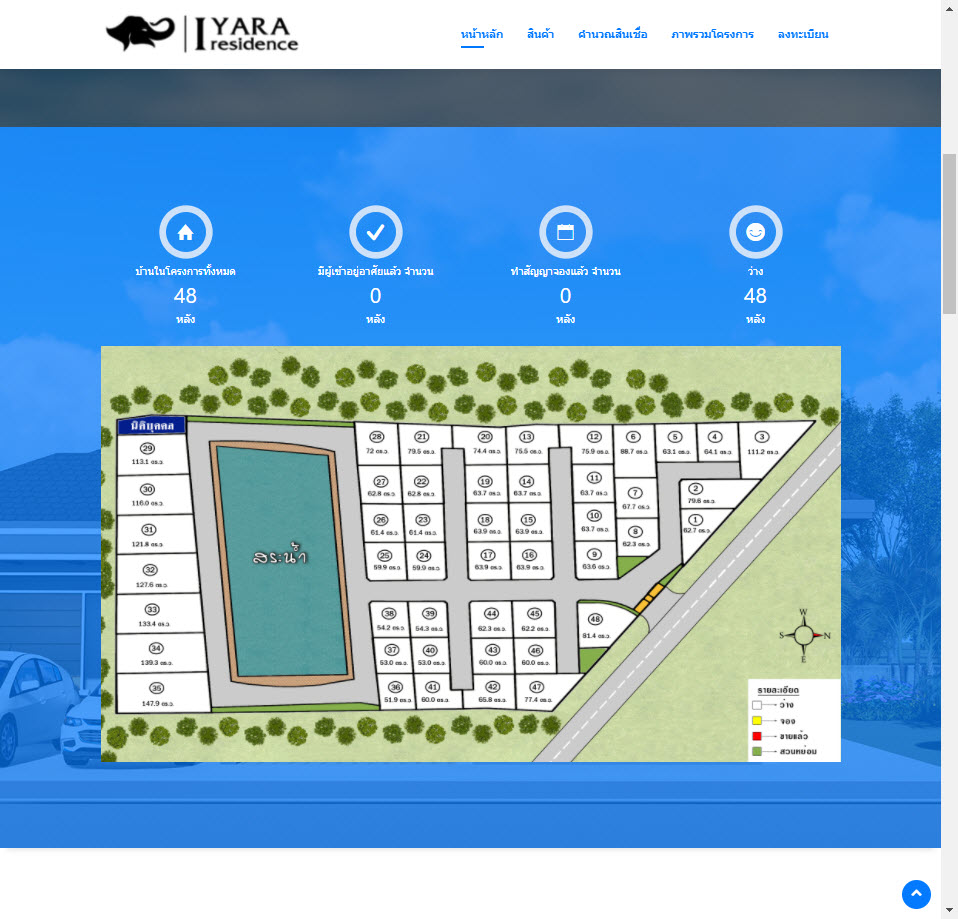 IYARA
residence
หน้าหลัก สินค้า คำนวณสินเชื่อ ภาพรวมโครงการ ลงทะเบียน
บ้านในโครงการทั้งหมด
48
หลัง
มีผู้เข้าอยู่อาศัยแล้ว จำนวน
0
หลัง
ทำสัญญาจองแล้ว จำนวน
0
หลัง
ว่าง
48
หลัง
นิติบุคคล
29
113.1 ตร.ว.
30
116.0 ตร.ว.
31
121.8 ตร.ว.
32
127.6 ตร.ว.
33
133.4 ตร.ว.
34
139.3 ตร.ว.
35
147.9 ตร.ว.
สระน้ำ
28
72 ตร.ว.
21
79.5 ตร.ว.
20
74.4 ตร.ว.
13
75.5 ตร.ว.
12
75.9 ตร.ว.
6
88.7 ตร.ว.
5
63.1 ตร.ว.
4
64.1 ตร.ว.
3
111.2 ตร.ว.
27
62.8 ตร.ว.
22
62.8 ตร.ว.
19
63.7 ตร.ว.
14
63.7 ตร.ว.
11
63.7 ตร.ว.
7
67.7 ตร.ว.
2
79.6 ตร.ว.
26
61.4 ตร.ว.
23
61.4 ตร.ว.
18
63.9 ตร.ว.
15
63.9 ตร.ว.
10
63.7 ตร.ว.
8
62.3 ตร.ว.
1
62.7 ตร.ว.
25
59.9 ตร.ว.
24
59.9 ตร.ว.
17
63.9 ตร.ว.
16
63.9 ตร.ว.
9
63.6 ตร.ว.
38
54.2 ตร.ว.
39
54.3 ตร.ว.
44
62.3 ตร.ว.
45
62.2 ตร.ว.
48
81.4 ตร.ว.
37
53.0 ตร.ว.
40
53.0 ตร.ว.
43
60.0 ตร.ว.
46
60.0 ตร.ว.
36
51.9 ตร.ว.
41
60.0 ตร.ว.
42
65.8 ตร.ว.
47
77.4 ตร.ว.
W
S N
E
รายละเอียด
ว่าง
จอง
ขายแล้ว
สวนหย่อม